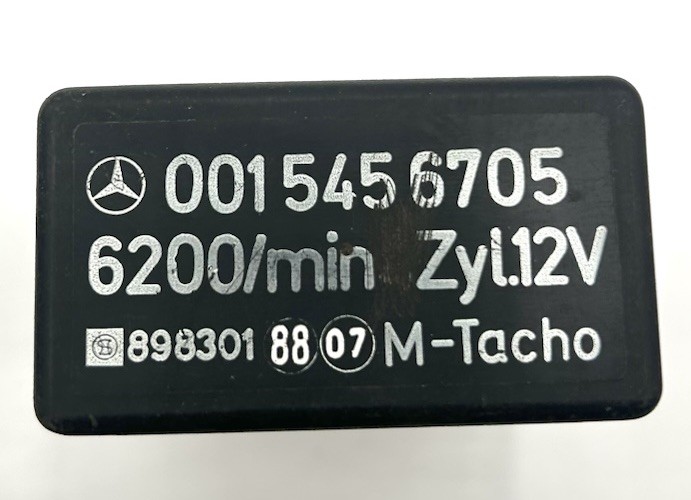 001 545 6705
6200/min Zyl.12V
898301 88 07 M-Tacho